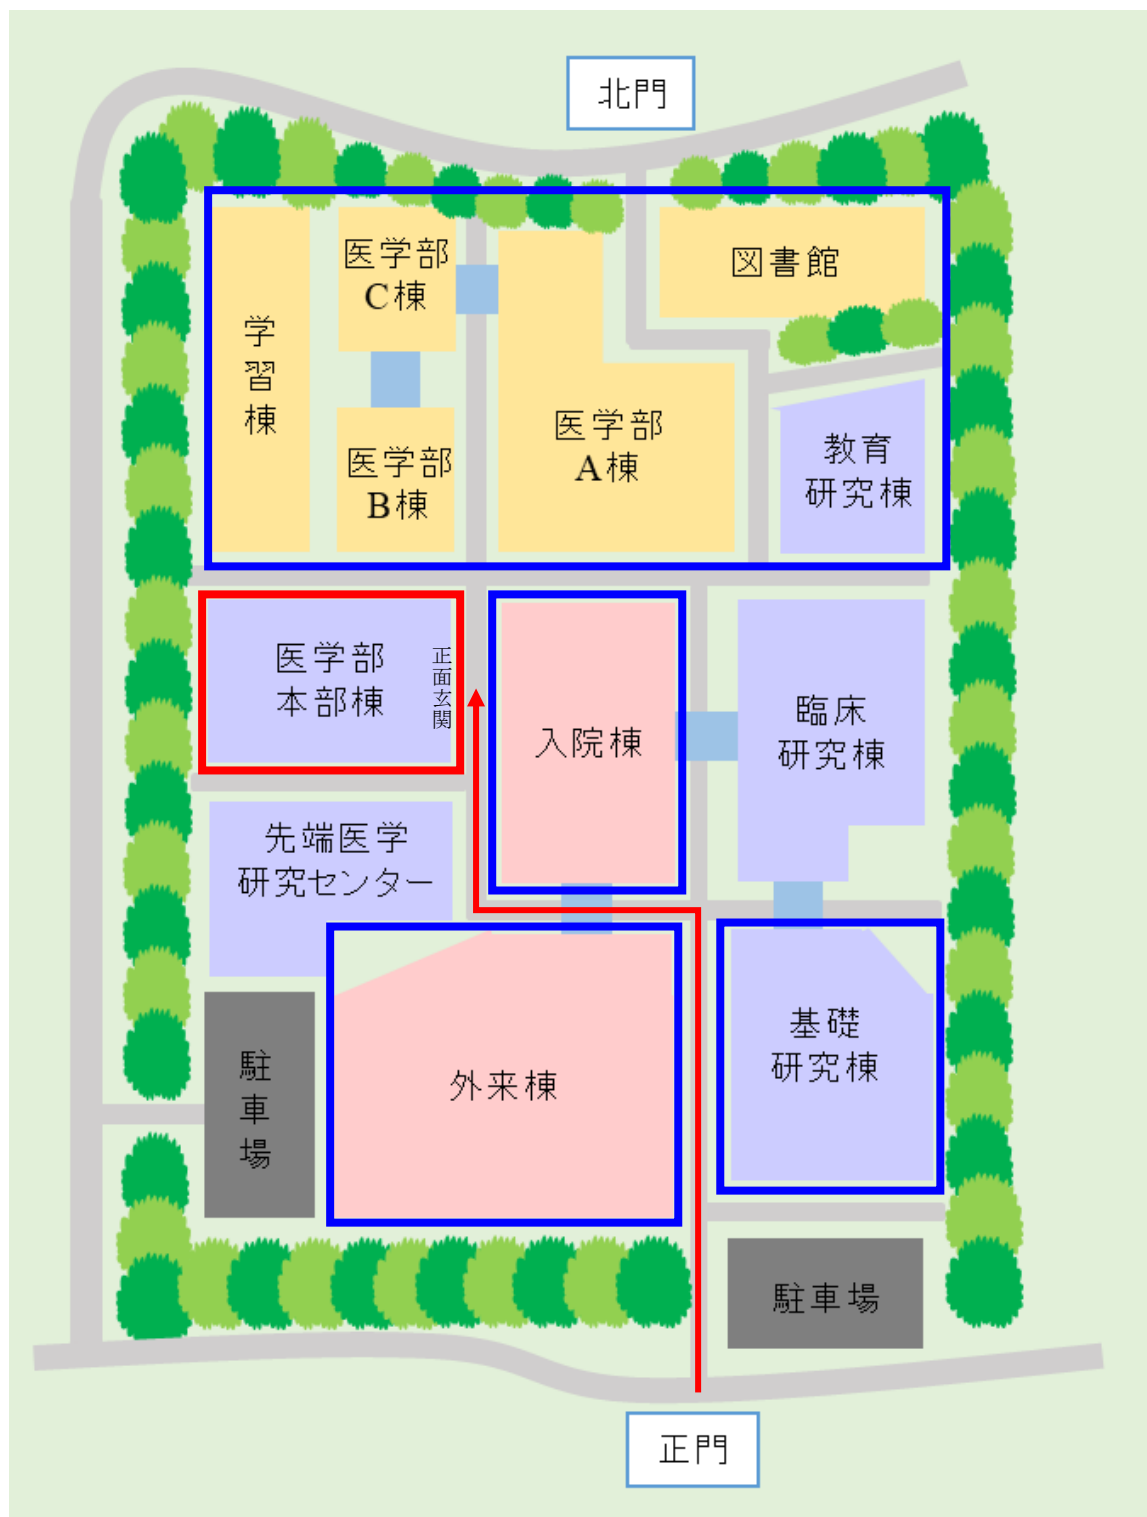 北門
医学部
C棟
図書館
学
習
棟
医学部
A棟
教育
研究棟
医学部
B棟
医学部
本部棟
正
面
玄
関
入院棟
臨床
研究棟
先端医学
研究センター
基礎
研究棟
外来棟
駐
車
場
駐車場
正門